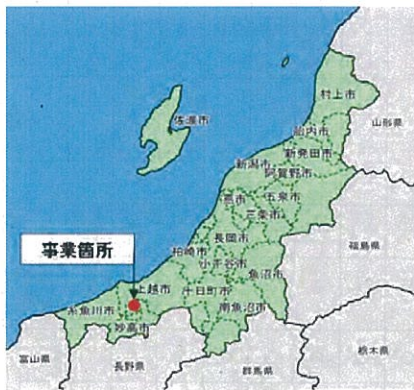 村上市
山形県
胎内市
佐渡市
新発田市
新潟市
阿賀野市
五泉市
燕市
三条市
福島県
長岡市
事業箇所
柏崎市
小千谷市
魚沼市
上越市
十日町市
糸魚川市
南魚沼市
妙高市
富山県
長野県
群馬県
栃木県